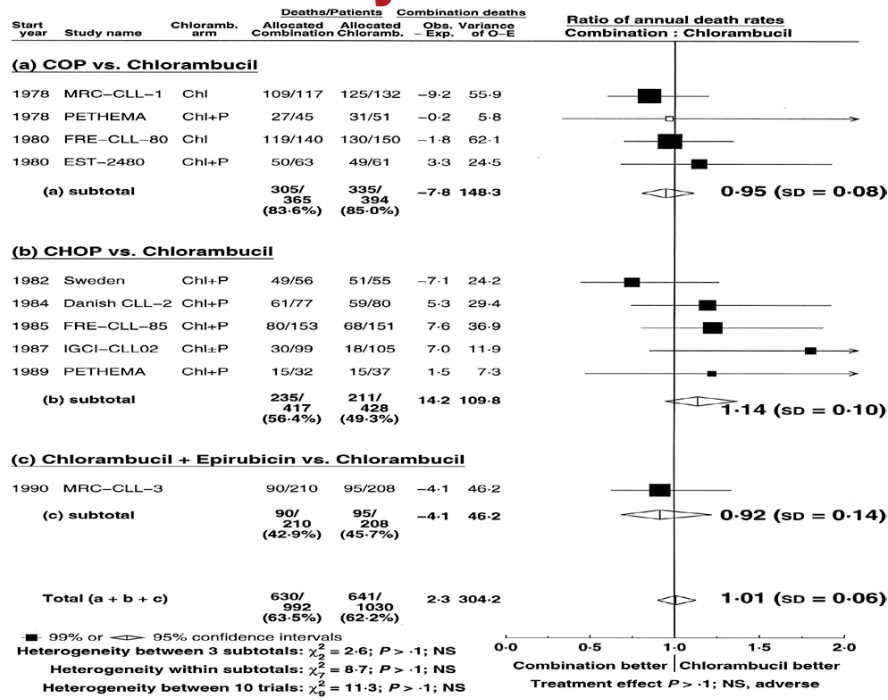 Deaths/Patients Combination deaths
Start year Study name Chloramb. arm Allocated Combination Allocated Chloramb. Obs. – Exp. Variance of O–E Ratio of annual death rates Combination : Chlorambucil
(a) COP vs. Chlorambucil
1978 MRC–CLL–1 Chl 109/117 125/132 –9·2 55·9
1978 PETHEMA Chl+P 27/45 31/51 –0·2 5·8
1980 FRE–CLL–80 Chl 119/140 130/150 –1·8 62·1
1980 EST–2480 Chl+P 50/63 49/61 3·3 24·5
(a) subtotal 305/365 335/394 –7·8 148·3 0·95 (SD = 0·08)
(83·6%) (85·0%)
(b) CHOP vs. Chlorambucil
1982 Sweden Chl+P 49/56 51/55 –7·1 24·2
1984 Danish CLL–2 Chl+P 61/77 59/80 5·3 29·4
1985 FRE–CLL–85 Chl+P 80/153 68/151 7·6 36·9
1987 IGCI–CLL02 Chl±P 30/99 18/105 7·0 11·9
1989 PETHEMA Chl+P 15/32 15/37 1·5 7·3
(b) subtotal 235/417 211/428 14·2 109·8 1·14 (SD = 0·10)
(56·4%) (49·3%)
(c) Chlorambucil + Epirubicin vs. Chlorambucil
1990 MRC–CLL–3 Chl 90/210 95/208 –4·1 46·2
(c) subtotal 90/210 95/208 –4·1 46·2 0·92 (SD = 0·14)
(42·9%) (45·7%)
Total (a + b + c) 630/992 641/1030 2·3 304·2 1·01 (SD = 0·06)
(63·5%) (62·2%)
99% or 95% confidence intervals
Heterogeneity between 3 subtotals: χ²₂ = 2·6; P > ·1; NS
Heterogeneity within subtotals: χ²₇ = 8·7; P > ·1; NS
Heterogeneity between 10 trials: χ²₉ = 11·3; P > ·1; NS
0·0 0·5 1·0 1·5 2·0
Combination better | Chlorambucil better
Treatment effect P > ·1; NS, adverse